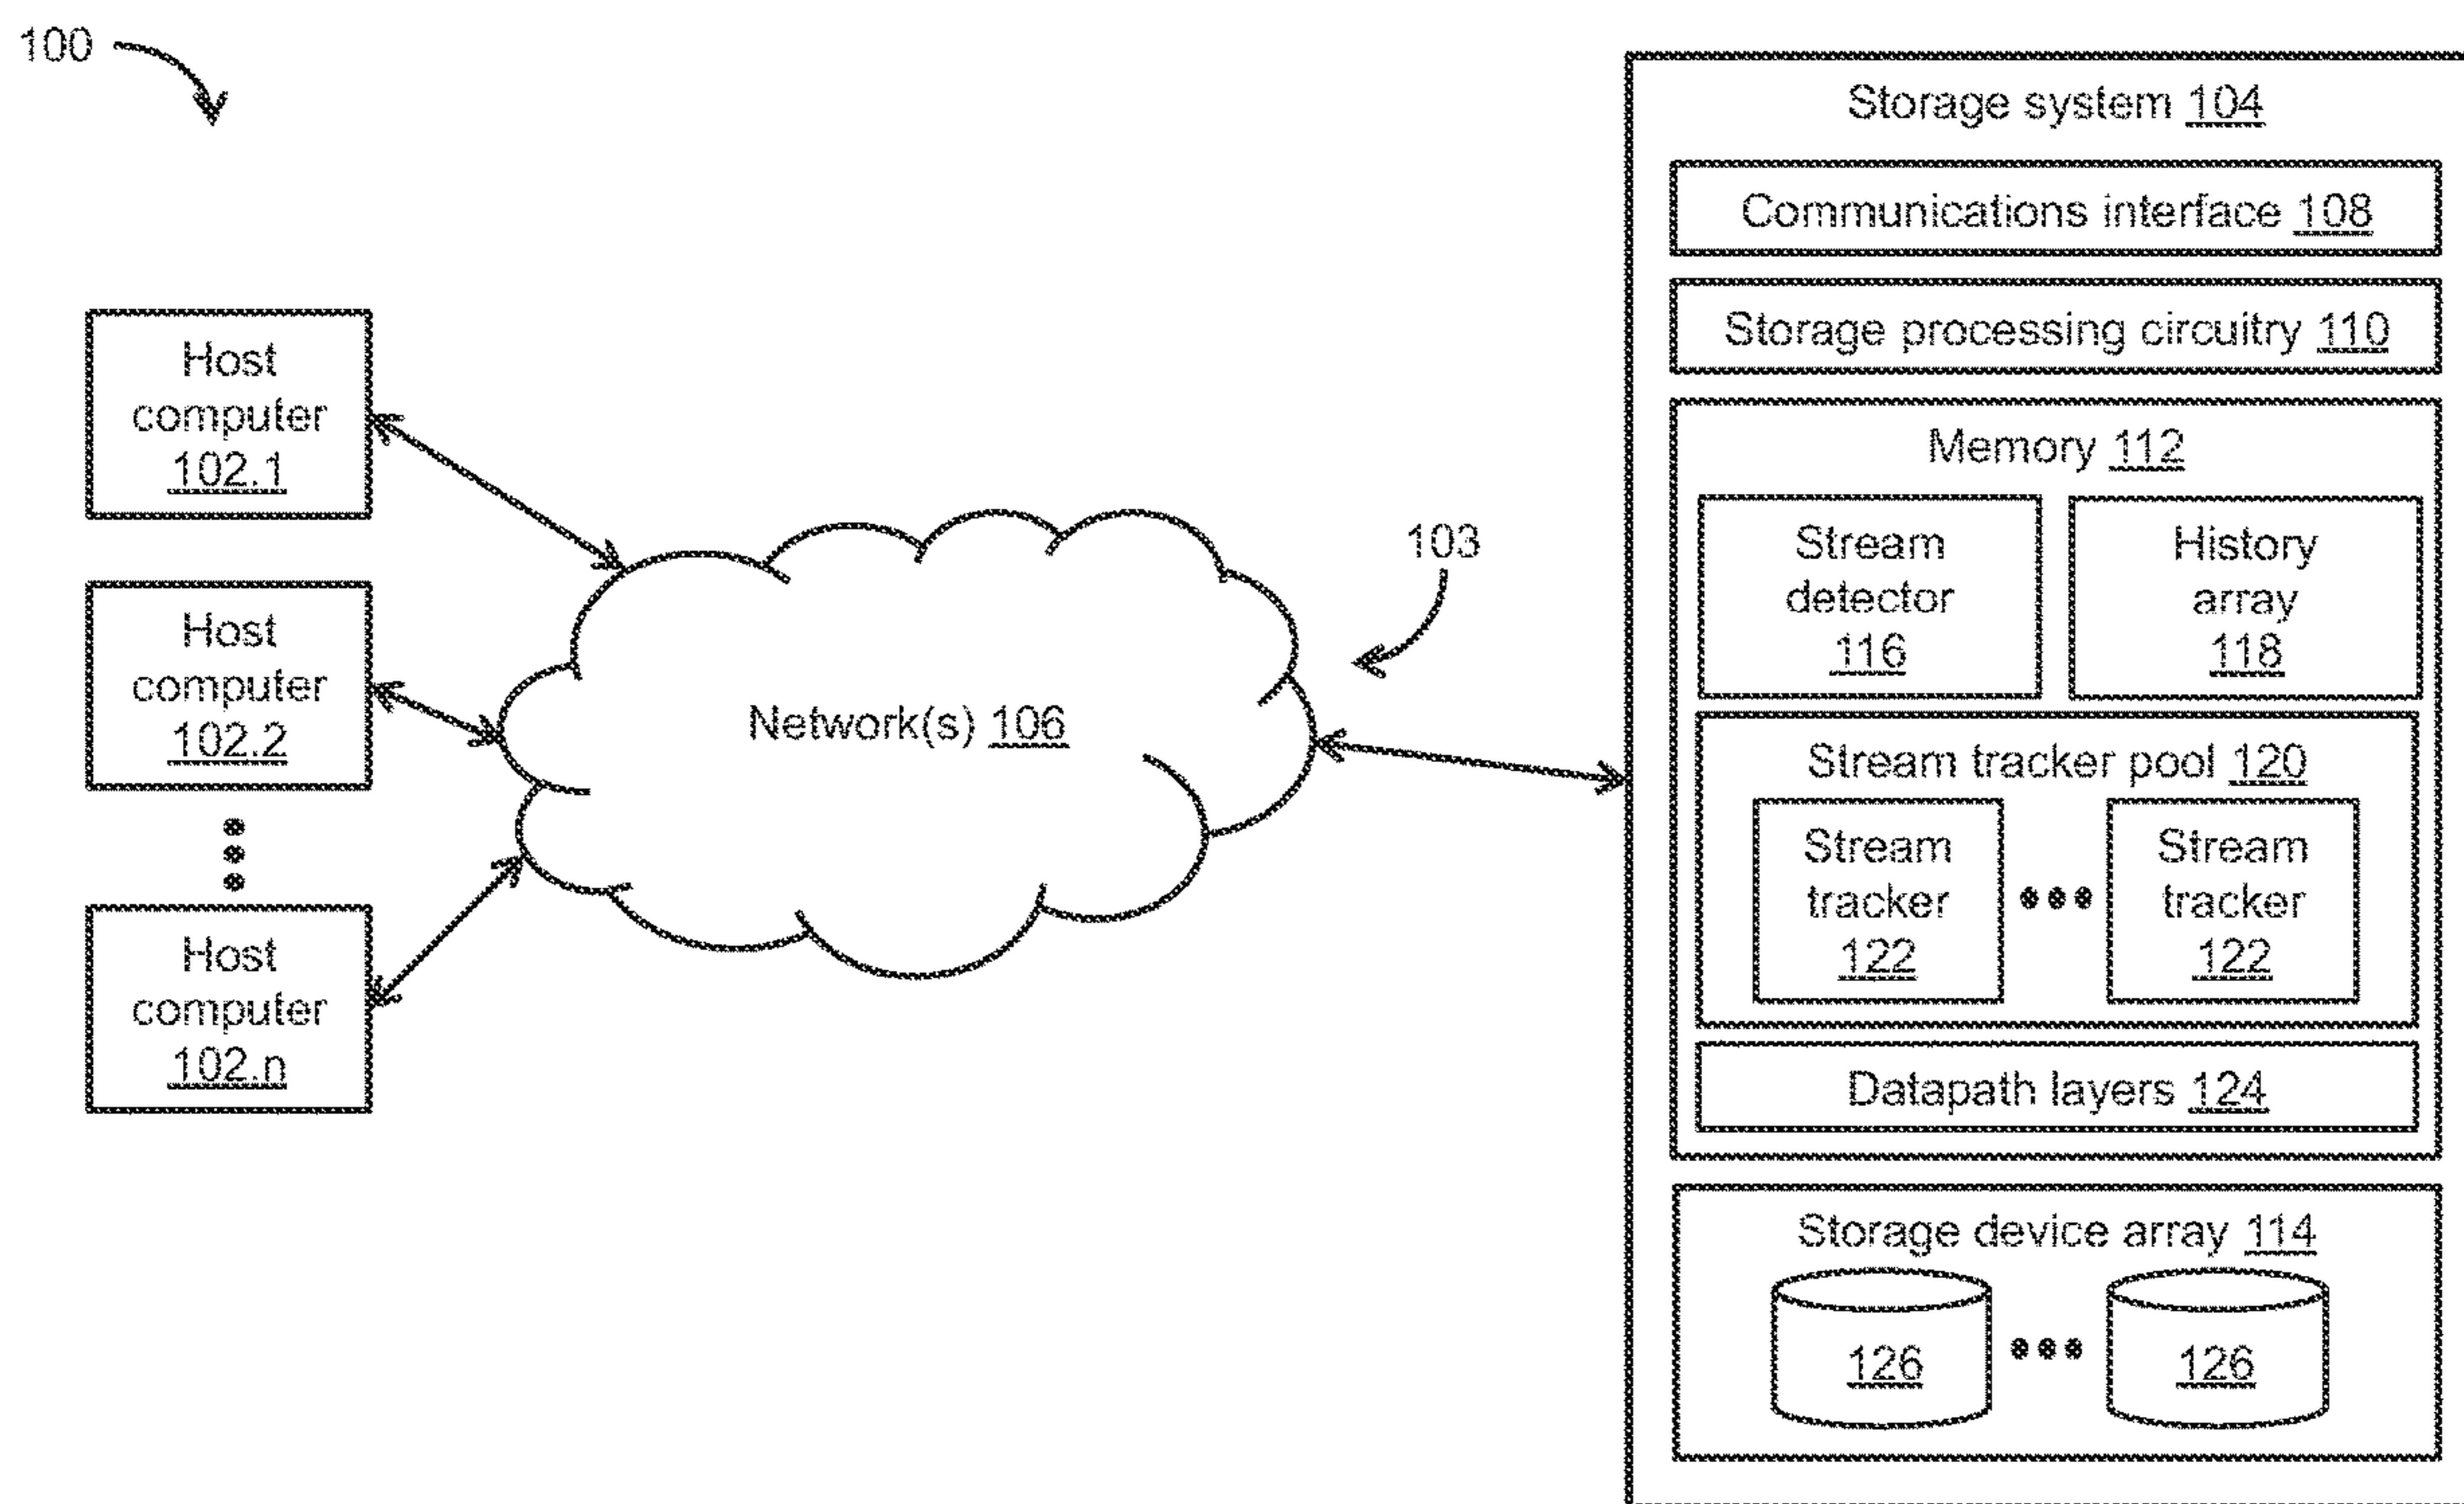 100
Host
computer
102.1
Host
computer
102.2
Host
computer
102.n
Network(s) 106
103
Storage system 104
Communications interface 108
Storage processing circuitry 110
Memory 112
Stream
detector
116
History
array
118
Stream tracker pool 120
Stream
tracker
122
Stream
tracker
122
Datapath layers 124
Storage device array 114
126
126